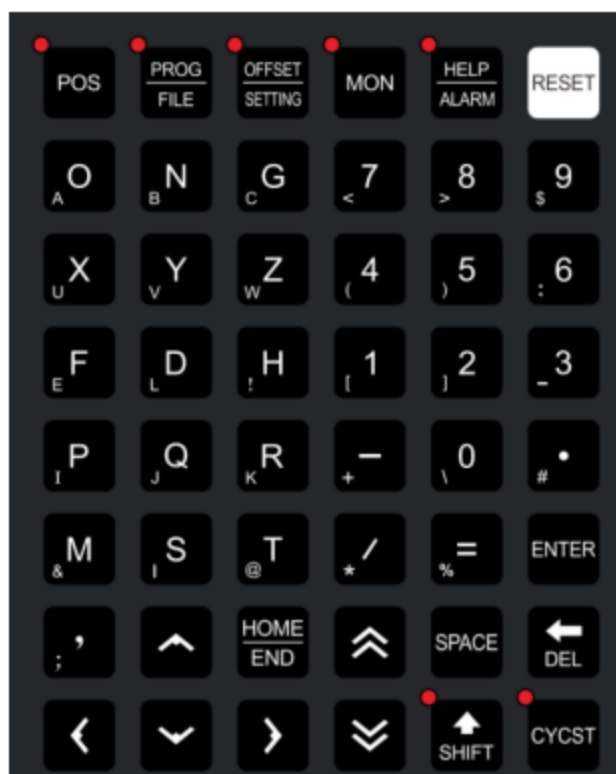 POS PROG OFFSET MON HELP RESET
FILE SETTING ALARM
O N G 7 8 9
A B C < > $
X Y Z 4 5 6
U V W ( ) :
F D H 1 2 3
E L ! [ ] _
P Q R - 0 .
I J K + \ #
M S T / =
& | @ * % ENTER
, HOME SPACE
; END DEL
SHIFT CYCST